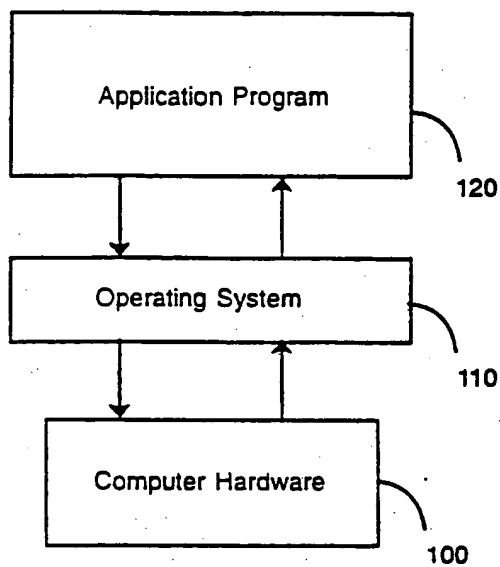 Application Program
120
Operating System
110
Computer Hardware
100